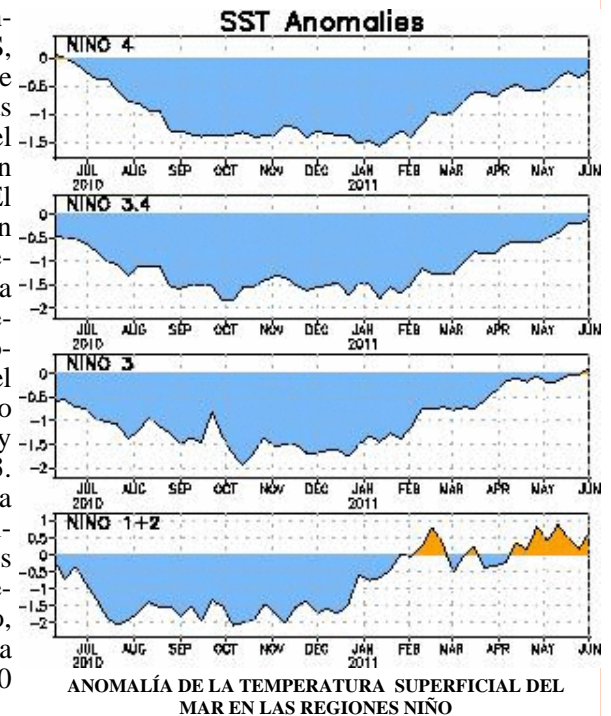 SST Anomalies
NINO 4
0
-0.5
-1
-1.5
JUL AUG SEP OCT NOV DEC JAN FEB MAR APR MAY JUN
2010 2011
NINO 3.4
0
-0.5
-1
-1.5
-2
JUL AUG SEP OCT NOV DEC JAN FEB MAR APR MAY JUN
2010 2011
NINO 3
0
-0.5
-1
-1.5
-2
JUL AUG SEP OCT NOV DEC JAN FEB MAR APR MAY JUN
2010 2011
NINO 1+2
1
0.5
0
-0.5
-1
-1.5
-2
JUL AUG SEP OCT NOV DEC JAN FEB MAR APR MAY JUN
2010 2011
ANOMALÍA DE LA TEMPERATURA SUPERFICIAL DEL
MAR EN LAS REGIONES NIÑO